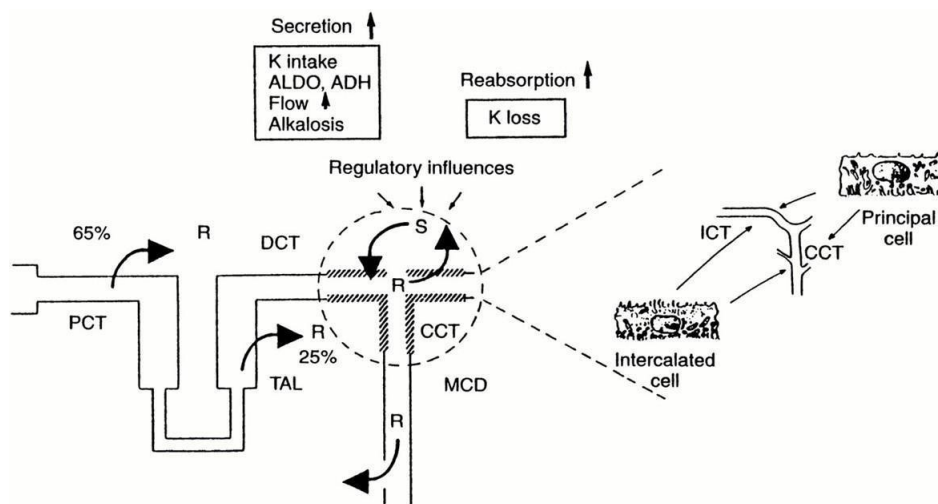 Secretion
K intake
ALDO, ADH
Flow
Alkalosis
Reabsorption
K loss
Regulatory influences
S
R
65%
R
DCT
PCT
R
25%
TAL
CCT
MCD
R
ICT
CCT
Principal
cell
Intercalated
cell